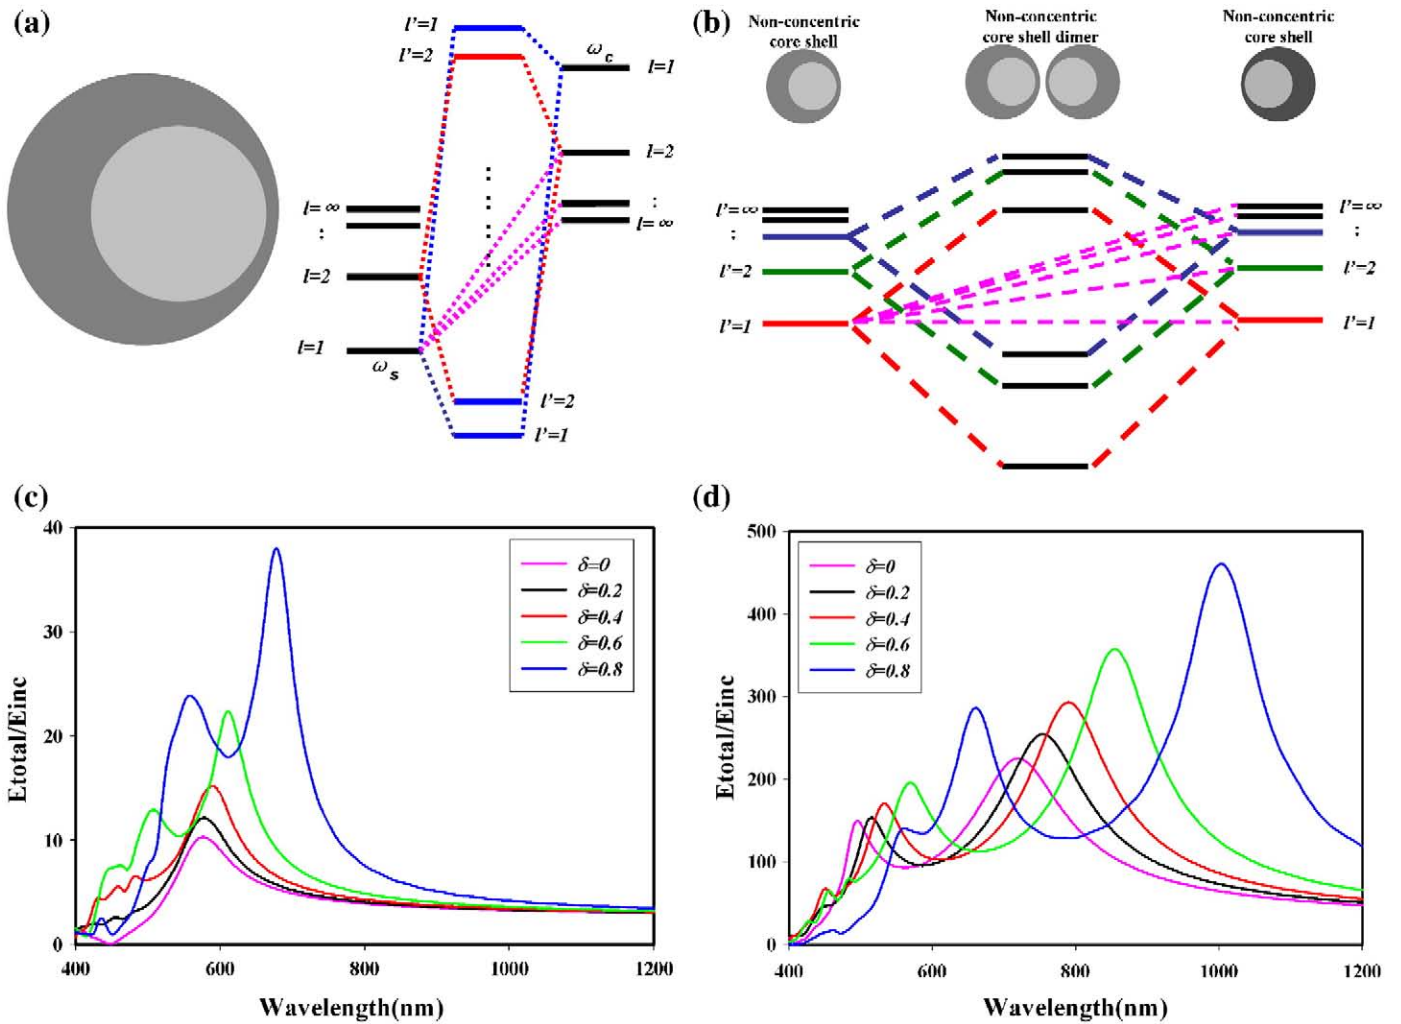 (a)
l'=1
l'=2
ω_c
l=1
l=2
:
l=∞
l=∞
:
l=2
l=1
ω_s
l'=2
l'=1
(b)
Non-concentric
core shell
Non-concentric
core shell dimer
Non-concentric
core shell
l'=∞
:
l'=2
l'=1
l'=∞
:
l'=2
l'=1
(c)
40
30
20
10
0
400
600
800
1000
1200
Etotal/Einc
Wavelength(nm)
δ=0
δ=0.2
δ=0.4
δ=0.6
δ=0.8
(d)
500
400
300
200
100
0
400
600
800
1000
1200
Etotal/Einc
Wavelength(nm)
δ=0
δ=0.2
δ=0.4
δ=0.6
δ=0.8